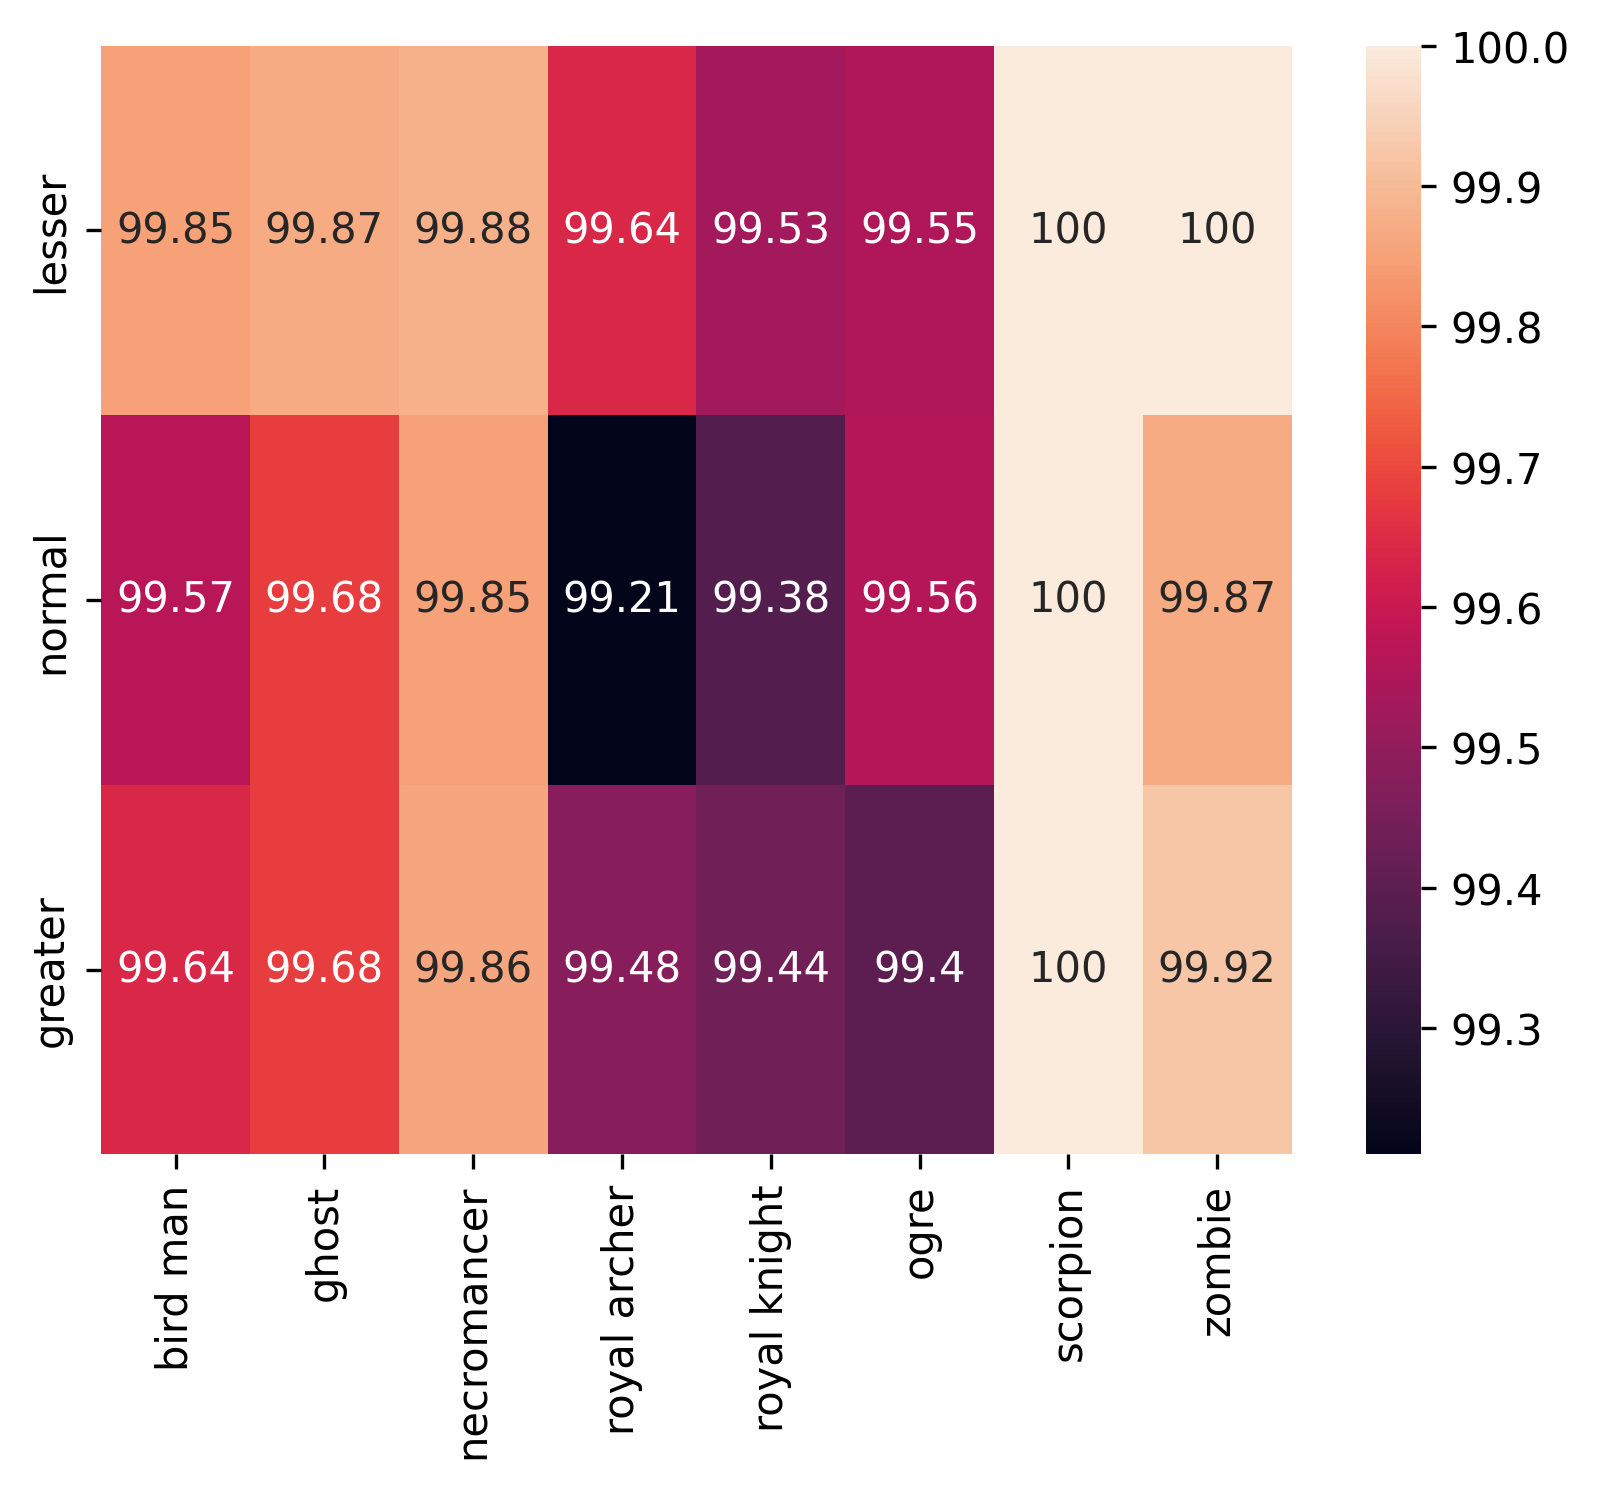 lesser 99.85 99.87 99.88 99.64 99.53 99.55 100 100
normal 99.57 99.68 99.85 99.21 99.38 99.56 100 99.87
greater 99.64 99.68 99.86 99.48 99.44 99.4 100 99.92
bird man ghost necromancer royal archer royal knight ogre scorpion zombie
100.0
99.9
99.8
99.7
99.6
99.5
99.4
99.3